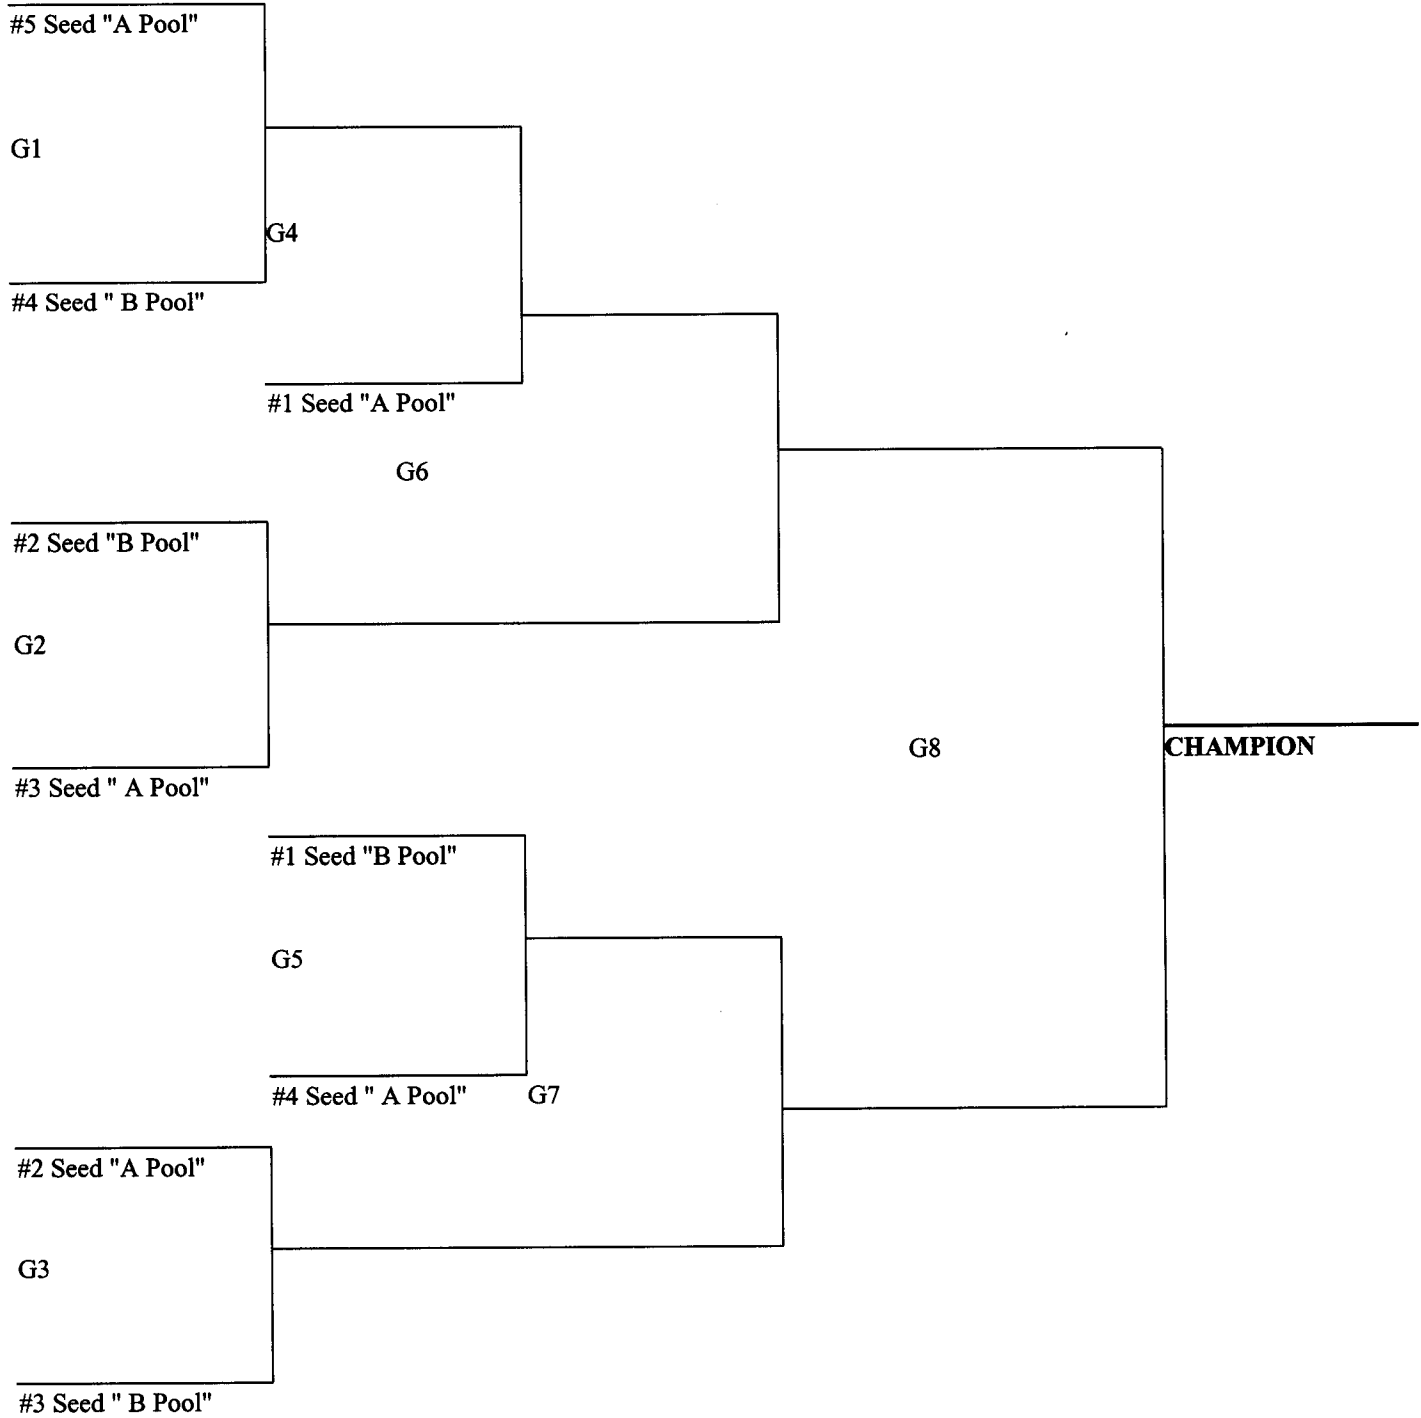 #5 Seed "A Pool"
G1
G4
#4 Seed " B Pool"
#1 Seed "A Pool"
G6
#2 Seed "B Pool"
G2
G8
CHAMPION
#3 Seed " A Pool"
#1 Seed "B Pool"
G5
#4 Seed " A Pool"
G7
#2 Seed "A Pool"
G3
#3 Seed " B Pool"